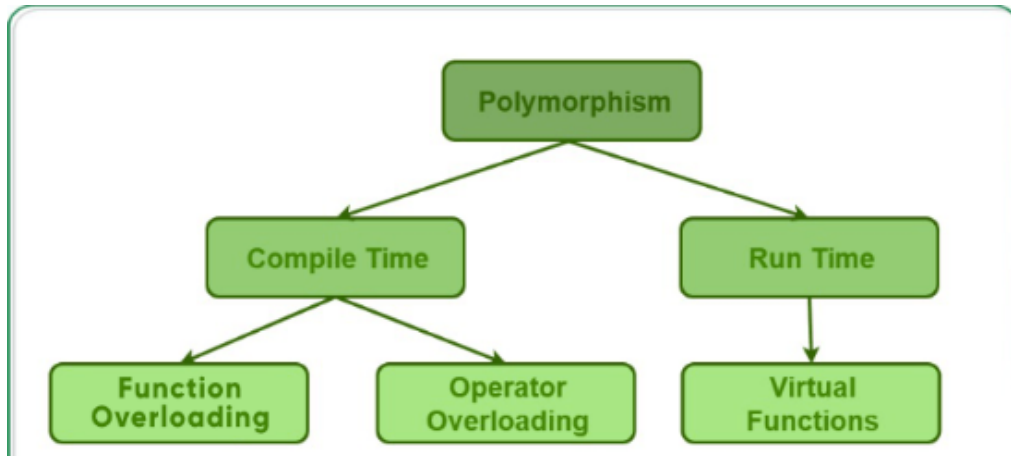 Polymorphism
Compile Time
Run Time
Function
Overloading
Operator
Overloading
Virtual
Functions